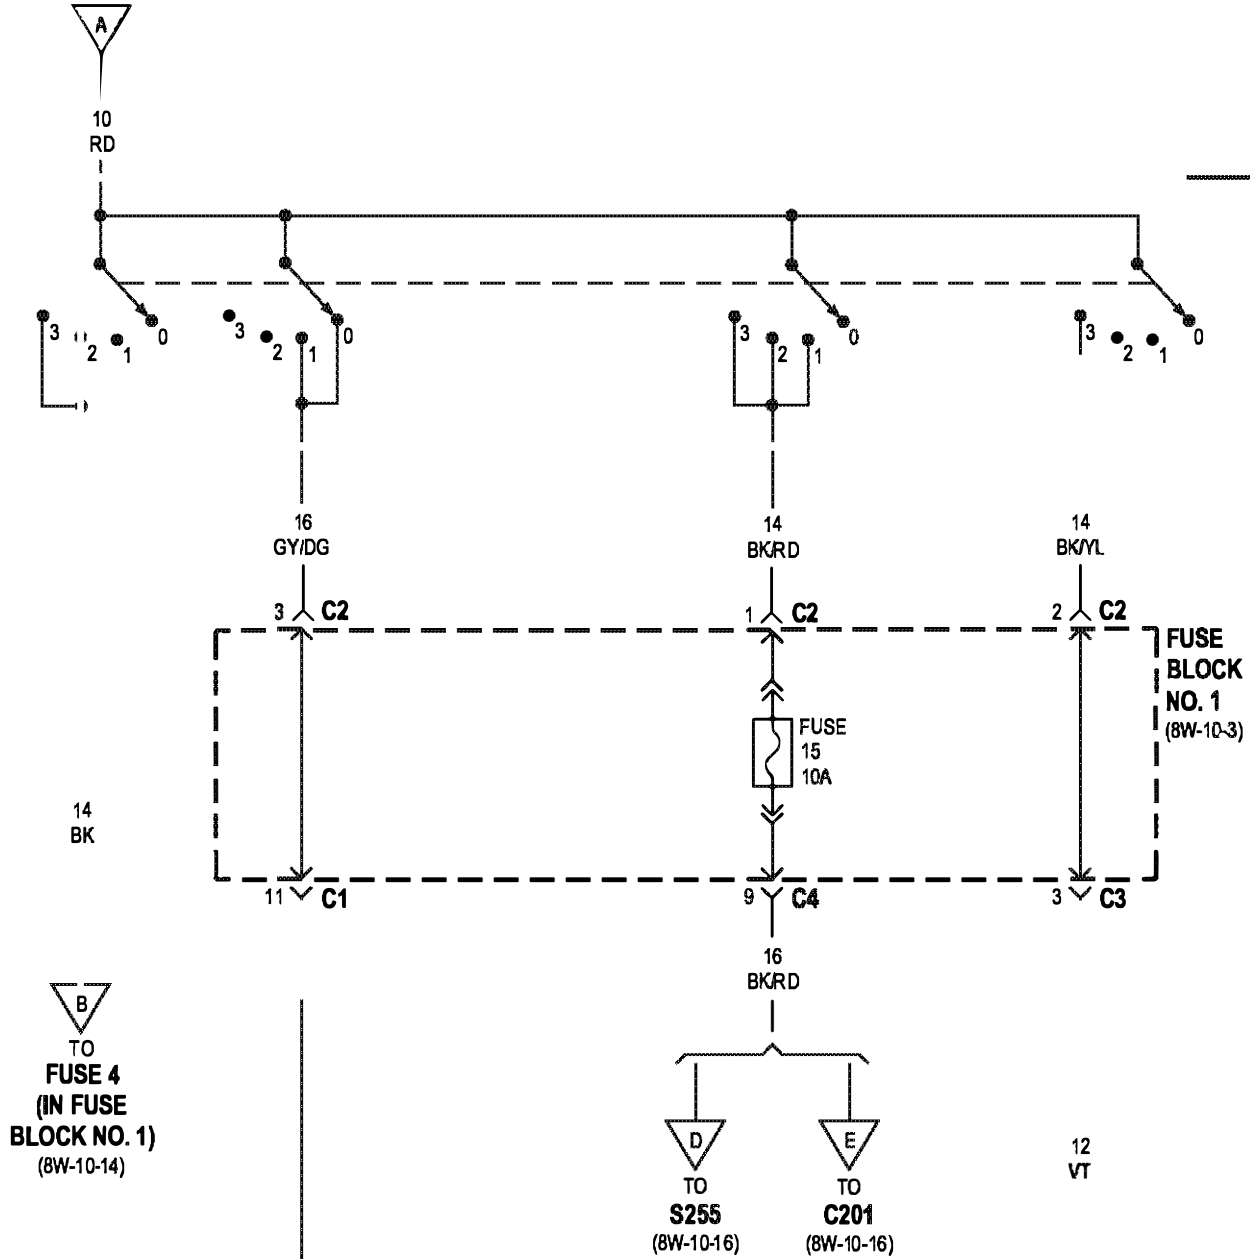 A
10
RD
3
2
1
0
3
2
1
0
3
2
1
0
3
2
1
0
16
GY/DG
14
BK/RD
14
BK/YL
3 C2
1 C2
2 C2
FUSE
BLOCK
NO. 1
(8W-10-3)
FUSE
15
10A
14
BK
11 C1
9 C4
3 C3
16
BK/RD
B
TO
FUSE 4
(IN FUSE
BLOCK NO. 1)
(8W-10-14)
D
TO
S255
(8W-10-16)
E
TO
C201
(8W-10-16)
12
VT